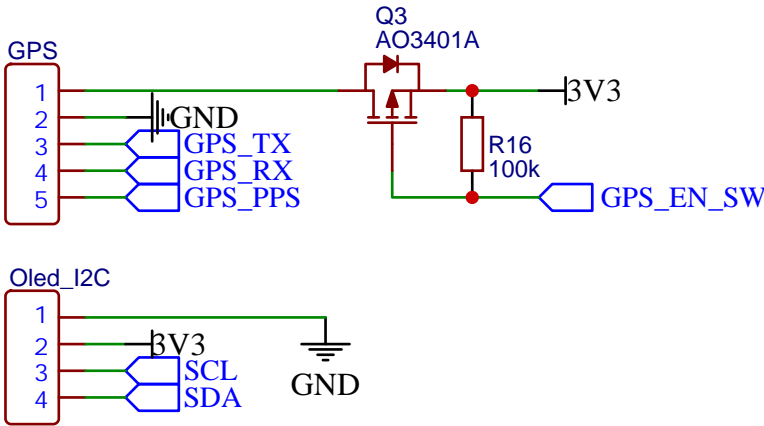 Q3
AO3401A
GPS
1
3V3
2
GND
3
GPS_TX
R16
4
GPS_RX
100k
5
GPS_PPS
GPS_EN_SW
Oled_I2C
1
2
3V3
3
SCL
GND
4
SDA